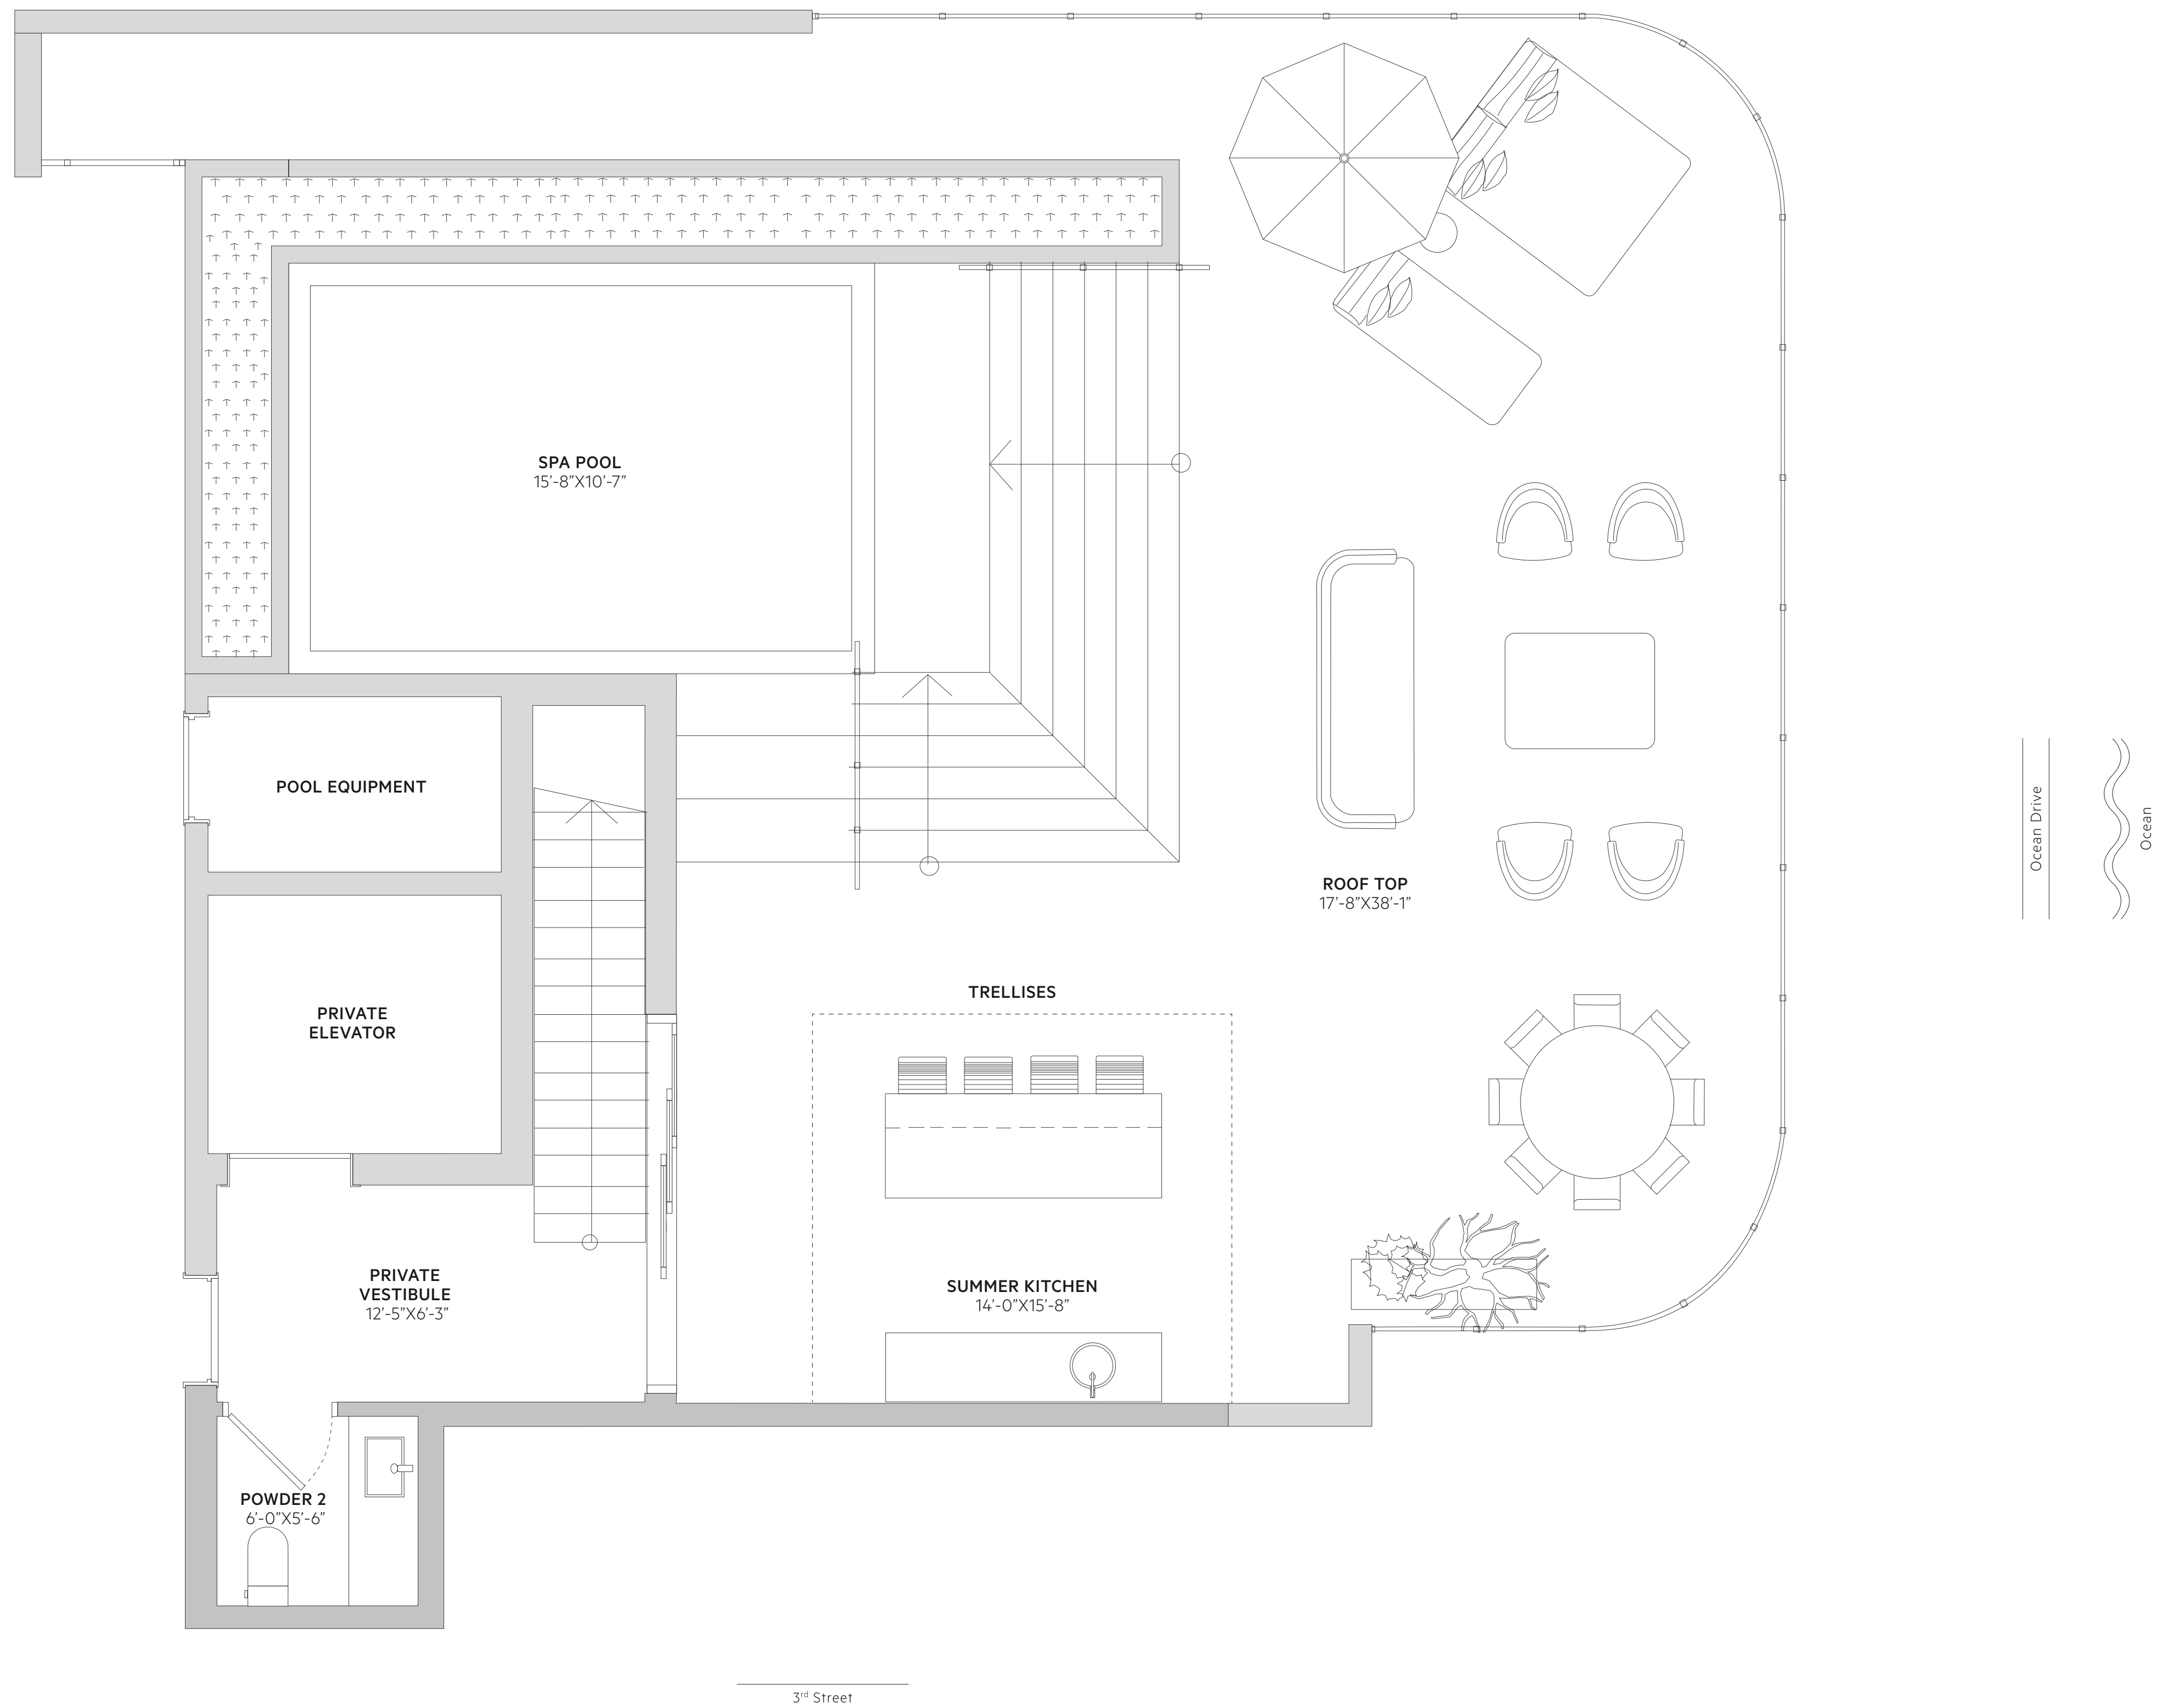 SPA POOL
15’-8”X10’-7”
POOL EQUIPMENT
ROOF TOP
17’-8”X38’-1”
Ocean Drive
Ocean
TRELLISES
PRIVATE
ELEVATOR
PRIVATE
VESTIBULE
12’-5”X6’-3”
SUMMER KITCHEN
14’-0”X15’-8”
POWDER 2
6’-0”X5’-6”
3rd Street